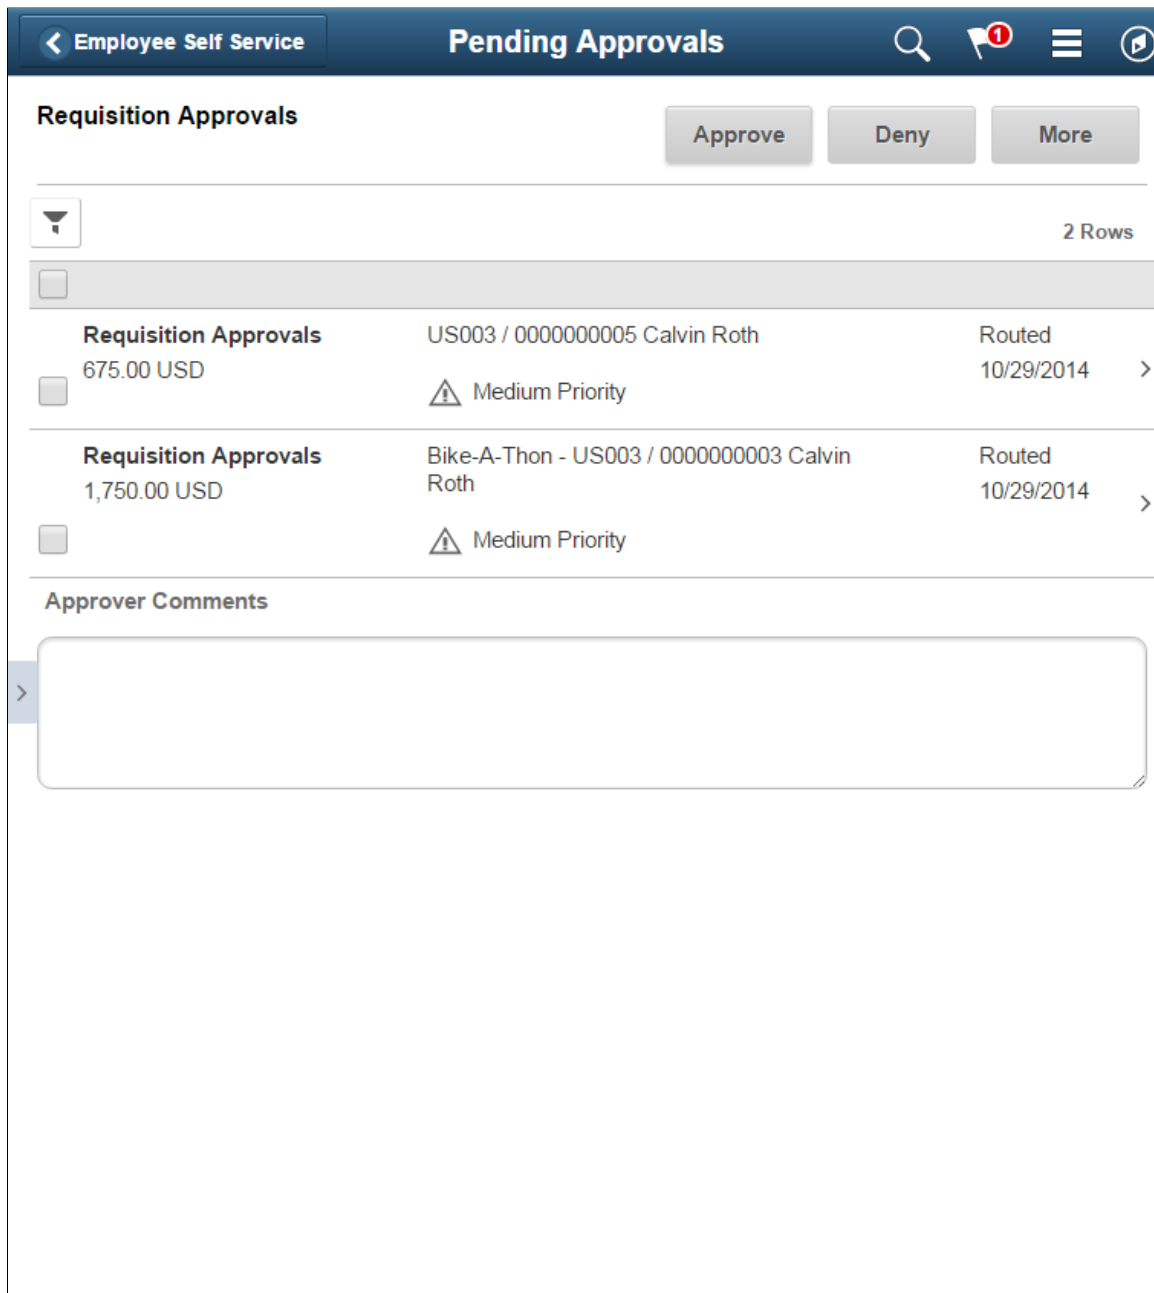 Employee Self Service
Pending Approvals
1
Requisition Approvals
Approve
Deny
More
2 Rows
Requisition Approvals
US003 / 0000000005 Calvin Roth
Routed
675.00 USD
10/29/2014
Medium Priority
Requisition Approvals
Bike-A-Thon - US003 / 0000000003 Calvin
Roth
Routed
1,750.00 USD
10/29/2014
Medium Priority
Approver Comments